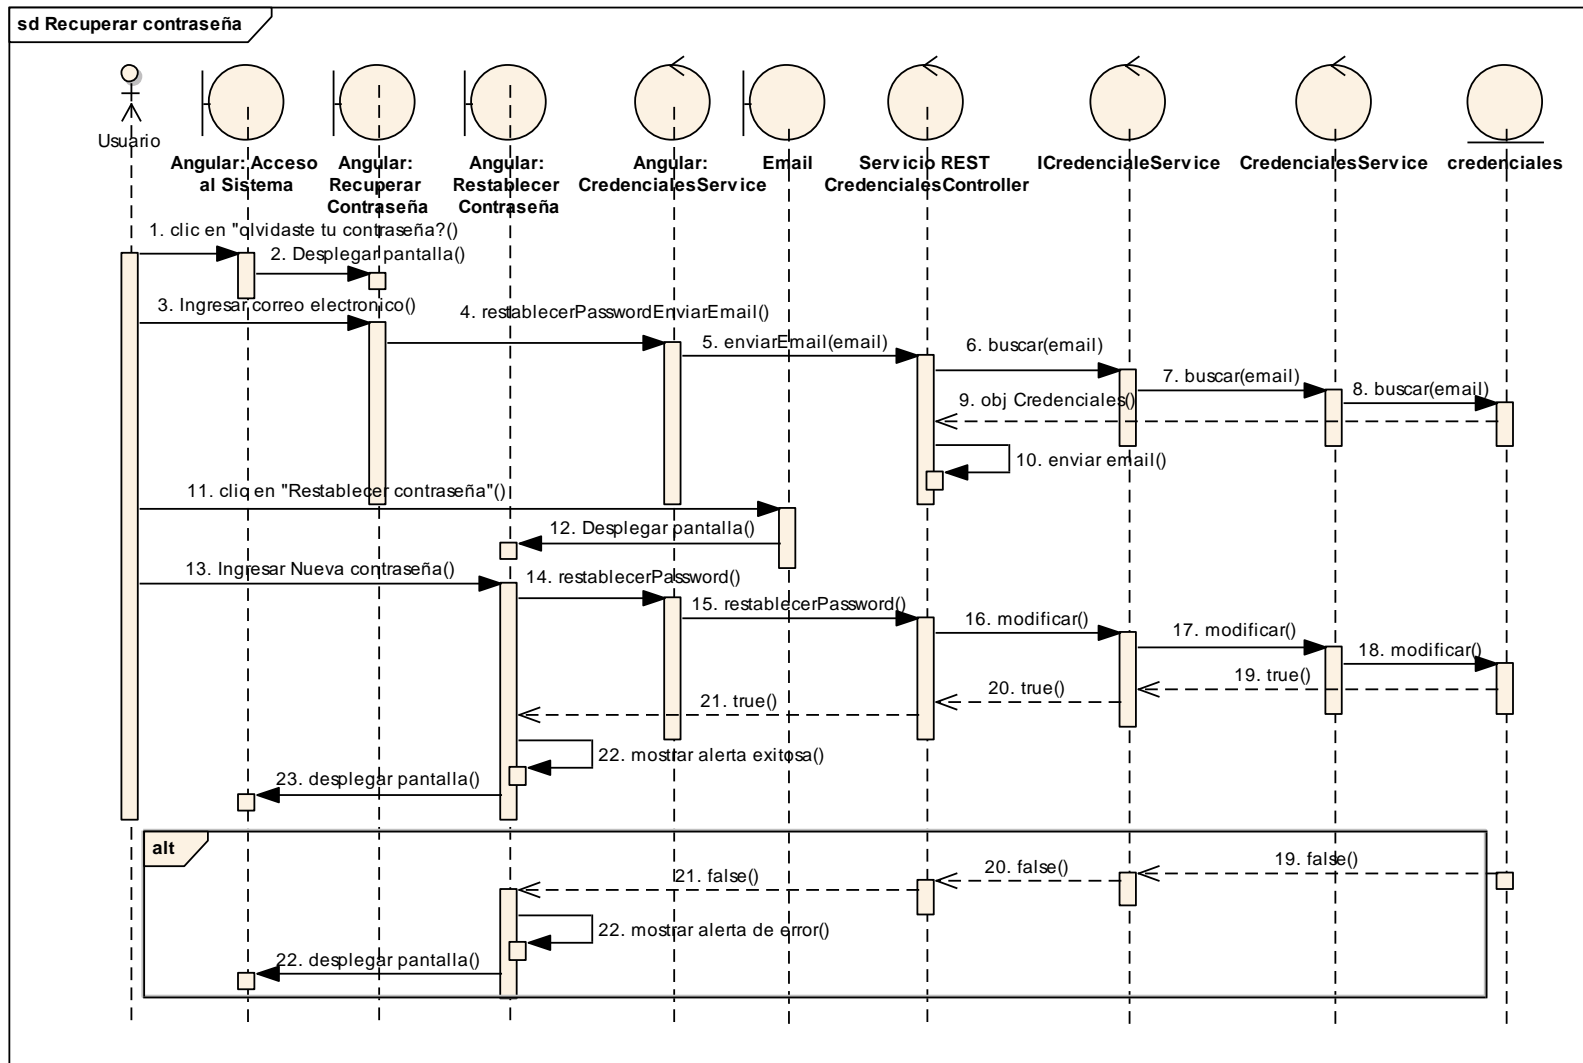 sd Recuperar contraseña
Usuario
Angular: Acceso
al Sistema
Angular:
Recuperar
Contraseña
Angular:
Restablecer
Contraseña
Angular:
CredencialesService
Email
Servicio REST
CredencialesController
ICredencialeService
CredencialesService
credenciales
1. clic en "olvidaste tu contraseña?()
2. Desplegar pantalla()
3. Ingresar correo electronico()
4. restablecerPasswordEnviarEmail()
5. enviarEmail(email)
6. buscar(email)
7. buscar(email)
8. buscar(email)
9. obj Credenciales()
10. enviar email()
11. clic en "Restablecer contraseña"()
12. Desplegar pantalla()
13. Ingresar Nueva contraseña()
14. restablecerPassword()
15. restablecerPassword()
16. modificar()
17. modificar()
18. modificar()
19. true()
20. true()
21. true()
22. mostrar alerta exitosa()
23. desplegar pantalla()
alt
19. false()
20. false()
21. false()
22. mostrar alerta de error()
22. desplegar pantalla()